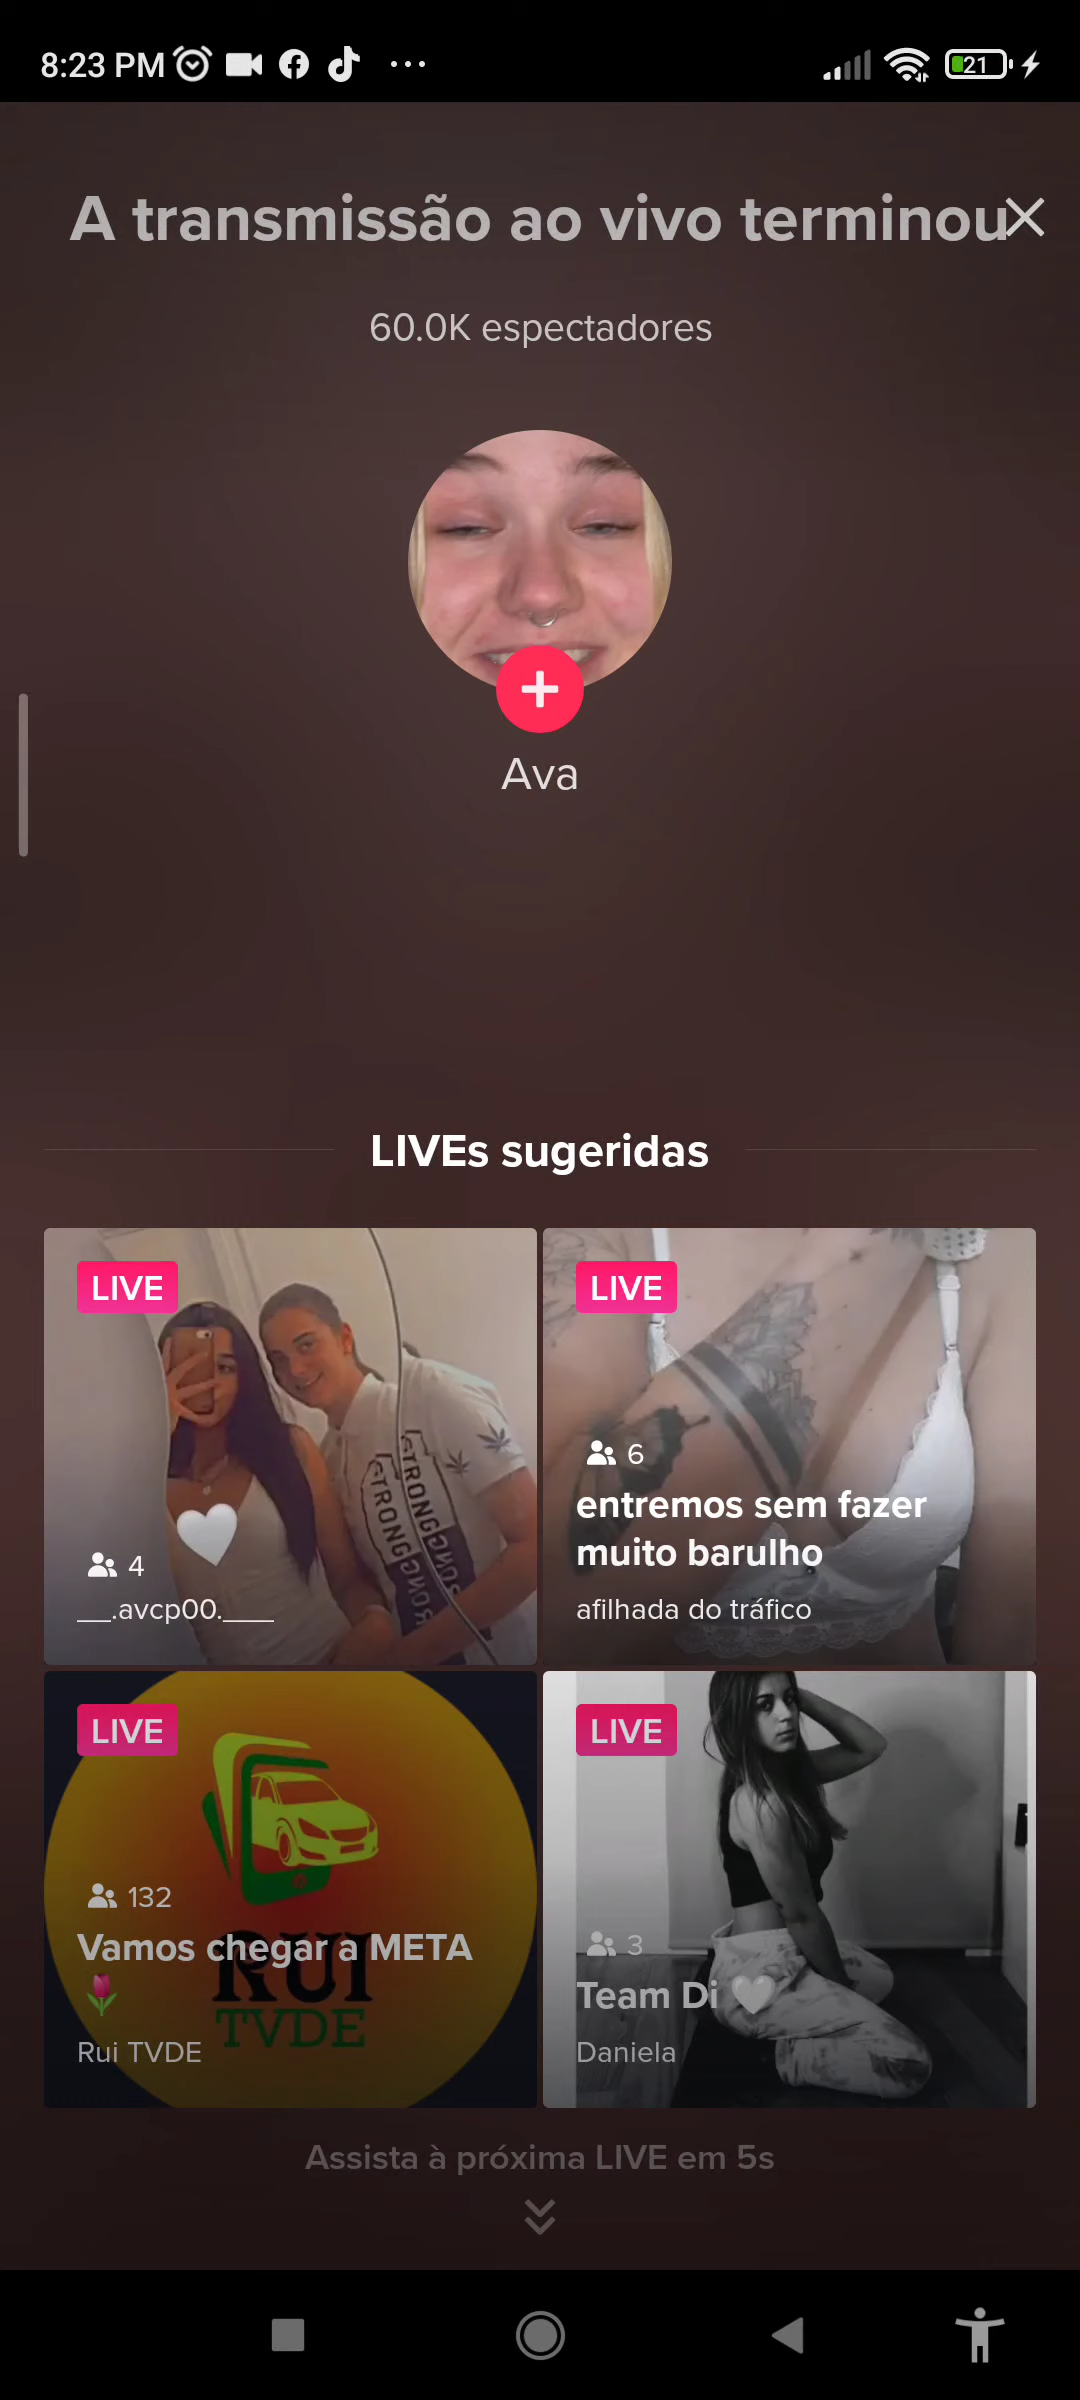 8:23 PM
21
A transmissão ao vivo terminou
60.0K espectadores
Ava
LIVEs sugeridas
LIVE
STRONG
STRONG
4
__.avcp00.___
LIVE
6
entremos sem fazer
muito barulho
afilhada do tráfico
LIVE
132
Vamos chegar a META
RUI
TVDE
Rui TVDE
LIVE
3
Team Di
Daniela
Assista à próxima LIVE em 5s